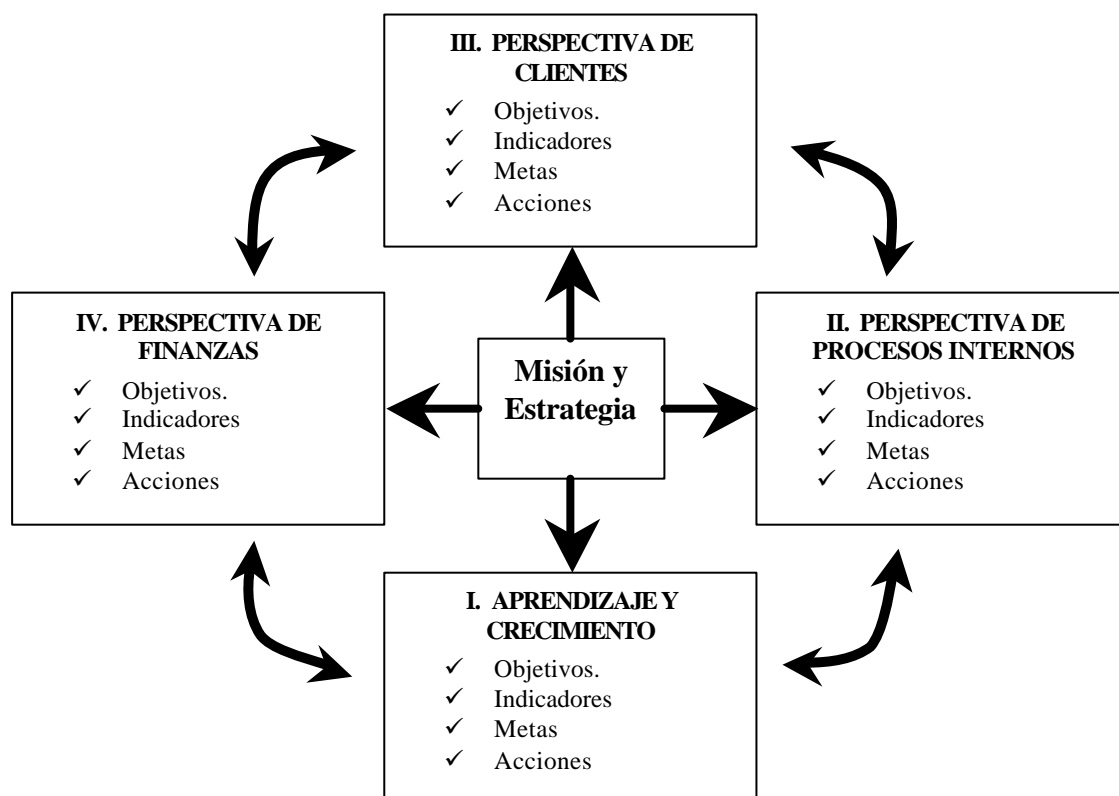 III. PERSPECTIVA DE
CLIENTES
✓ Objetivos.
✓ Indicadores
✓ Metas
✓ Acciones
IV. PERSPECTIVA DE
FINANZAS
✓ Objetivos.
✓ Indicadores
✓ Metas
✓ Acciones
Misión y
Estrategia
II. PERSPECTIVA DE
PROCESOS INTERNOS
✓ Objetivos.
✓ Indicadores
✓ Metas
✓ Acciones
I. APRENDIZAJE Y
CRECIMIENTO
✓ Objetivos.
✓ Indicadores
✓ Metas
✓ Acciones